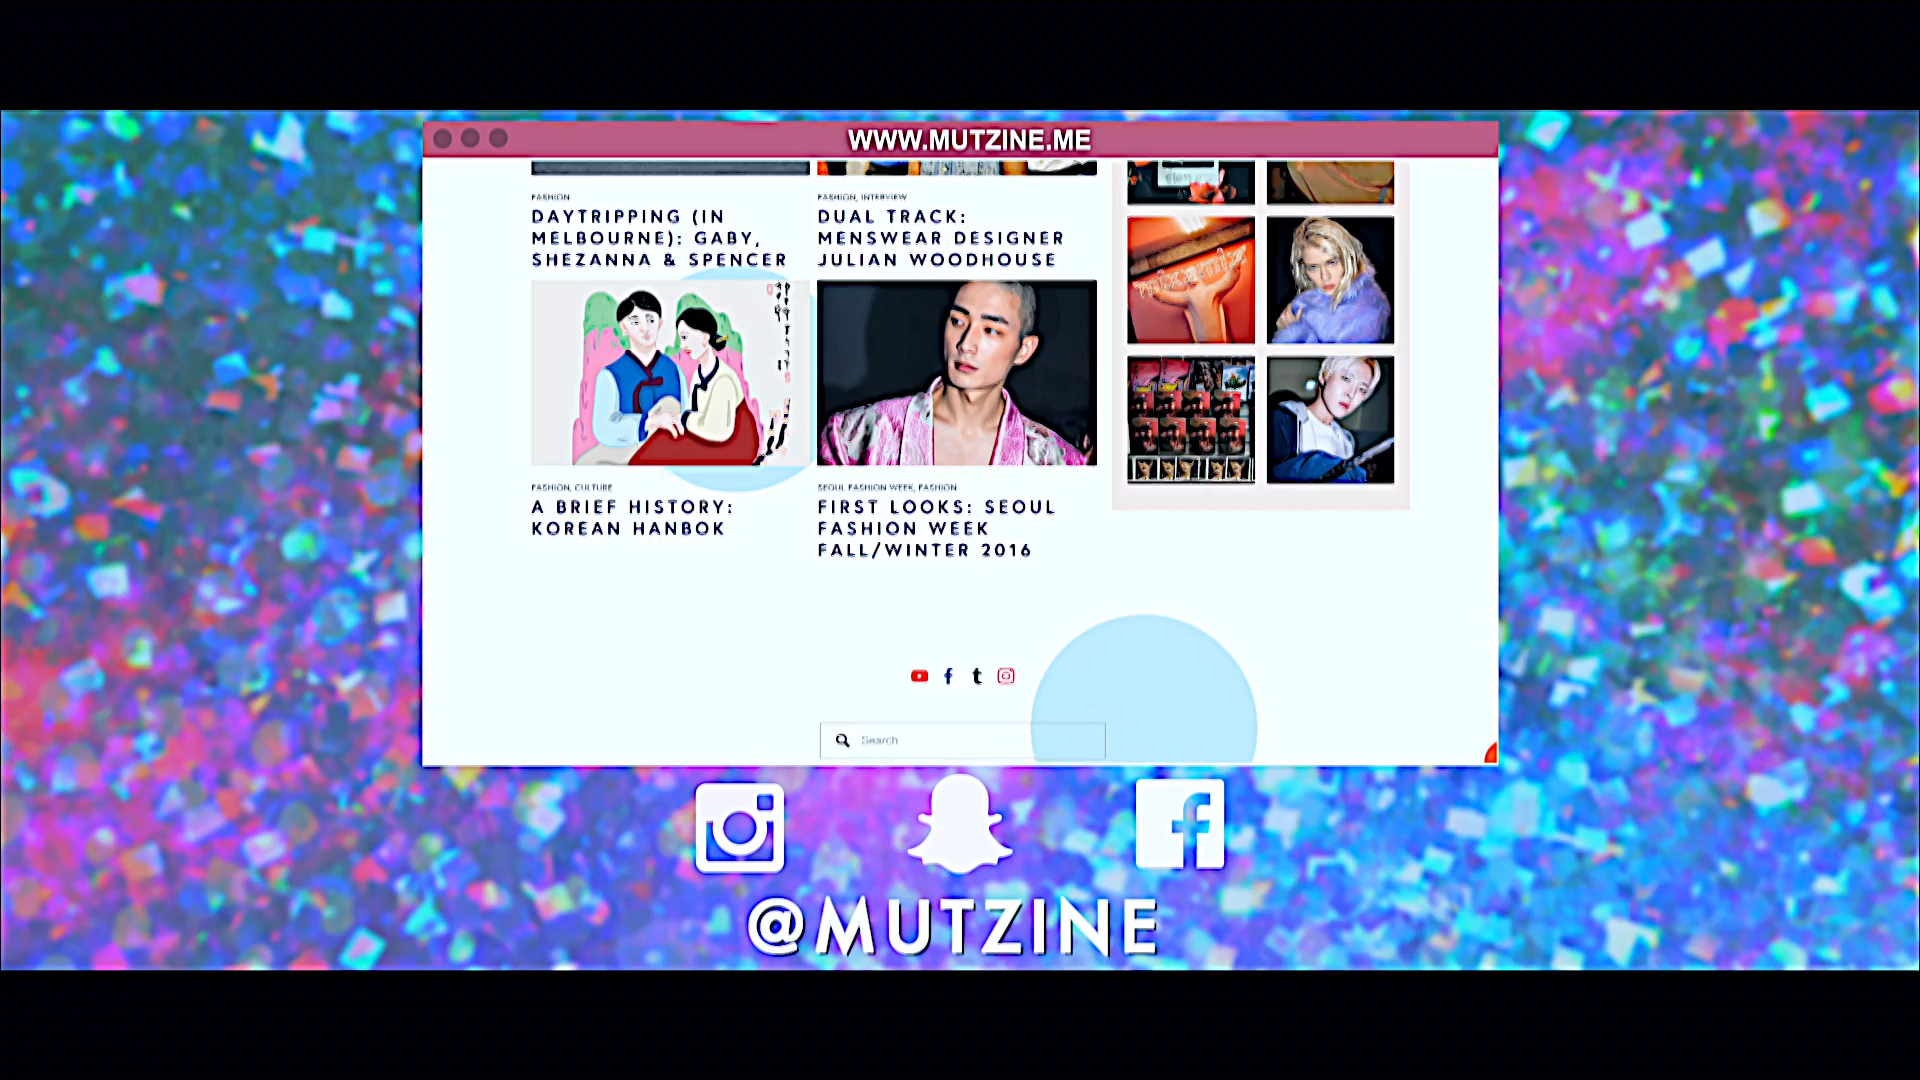 WWW.MUTZINE.ME
FASHION
DAYTRIPPING (IN
MELBOURNE): GABY,
SHEZANNA & SPENCER
FASHION, INTERVIEW
DUAL TRACK:
MENSWEAR DESIGNER
JULIAN WOODHOUSE
FASHION, CULTURE
A BRIEF HISTORY:
KOREAN HANBOK
SEOUL FASHION WEEK, FASHION
FIRST LOOKS: SEOUL
FASHION WEEK
FALL/WINTER 2016
Search
@MUTZINE